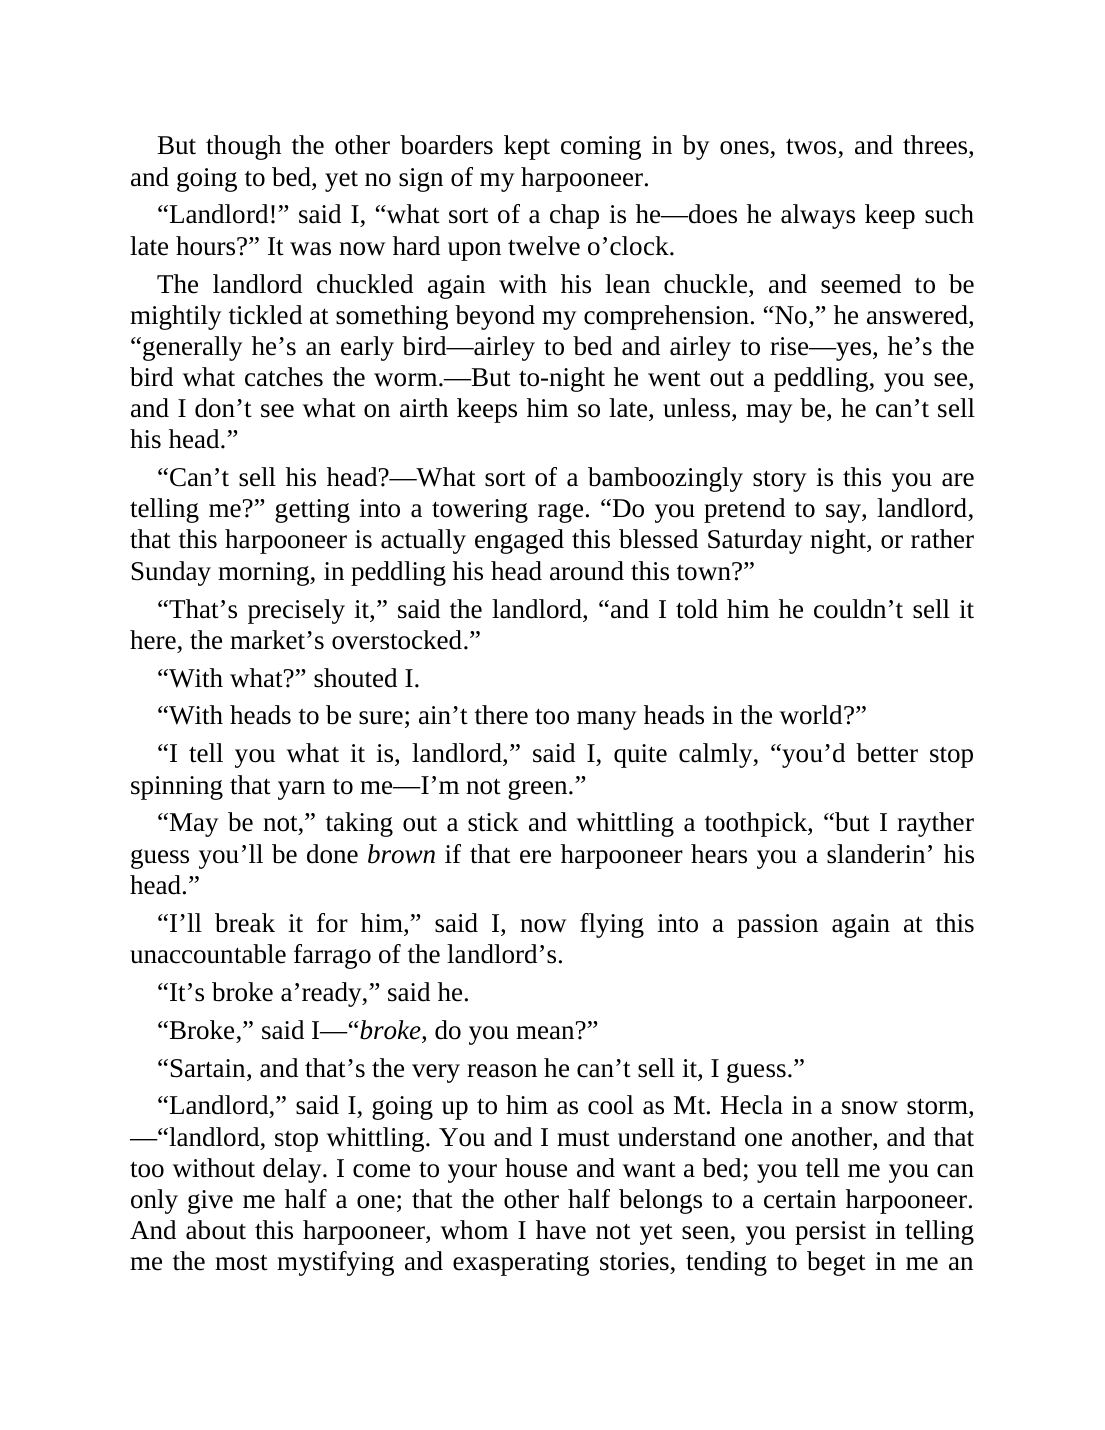 But though the other boarders kept coming in by ones, twos, and threes,
and going to bed, yet no sign of my harpooneer.
“Landlord!” said I, “what sort of a chap is he—does he always keep such
late hours?” It was now hard upon twelve o’clock.
The landlord chuckled again with his lean chuckle, and seemed to be
mightily tickled at something beyond my comprehension. “No,” he answered,
“generally he’s an early bird—airley to bed and airley to rise—yes, he’s the
bird what catches the worm.—But to-night he went out a peddling, you see,
and I don’t see what on airth keeps him so late, unless, may be, he can’t sell
his head.”
“Can’t sell his head?—What sort of a bamboozingly story is this you are
telling me?” getting into a towering rage. “Do you pretend to say, landlord,
that this harpooneer is actually engaged this blessed Saturday night, or rather
Sunday morning, in peddling his head around this town?”
“That’s precisely it,” said the landlord, “and I told him he couldn’t sell it
here, the market’s overstocked.”
“With what?” shouted I.
“With heads to be sure; ain’t there too many heads in the world?”
“I tell you what it is, landlord,” said I, quite calmly, “you’d better stop
spinning that yarn to me—I’m not green.”
“May be not,” taking out a stick and whittling a toothpick, “but I rayther
guess you’ll be done brown if that ere harpooneer hears you a slanderin’ his
head.”
“I’ll break it for him,” said I, now flying into a passion again at this
unaccountable farrago of the landlord’s.
“It’s broke a’ready,” said he.
“Broke,” said I—“broke, do you mean?”
“Sartain, and that’s the very reason he can’t sell it, I guess.”
“Landlord,” said I, going up to him as cool as Mt. Hecla in a snow storm,
—“landlord, stop whittling. You and I must understand one another, and that
too without delay. I come to your house and want a bed; you tell me you can
only give me half a one; that the other half belongs to a certain harpooneer.
And about this harpooneer, whom I have not yet seen, you persist in telling
me the most mystifying and exasperating stories, tending to beget in me an